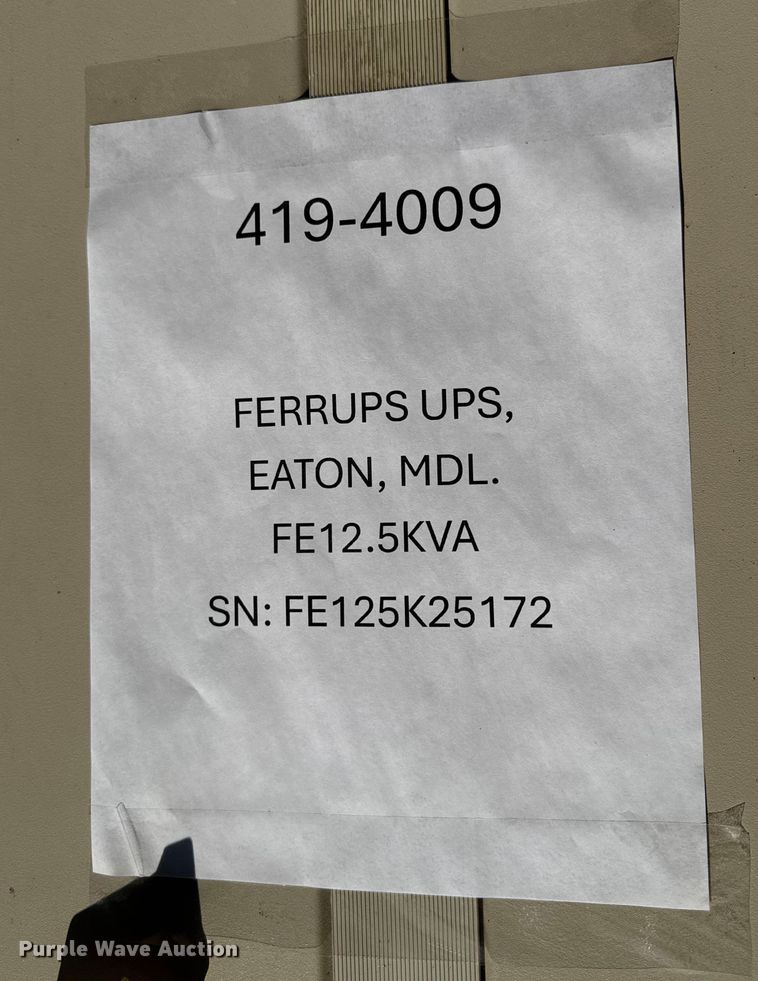 419-4009
FERRUPS UPS,
EATON, MDL.
FE12.5KVA
SN: FE125K25172
Purple Wave Auction